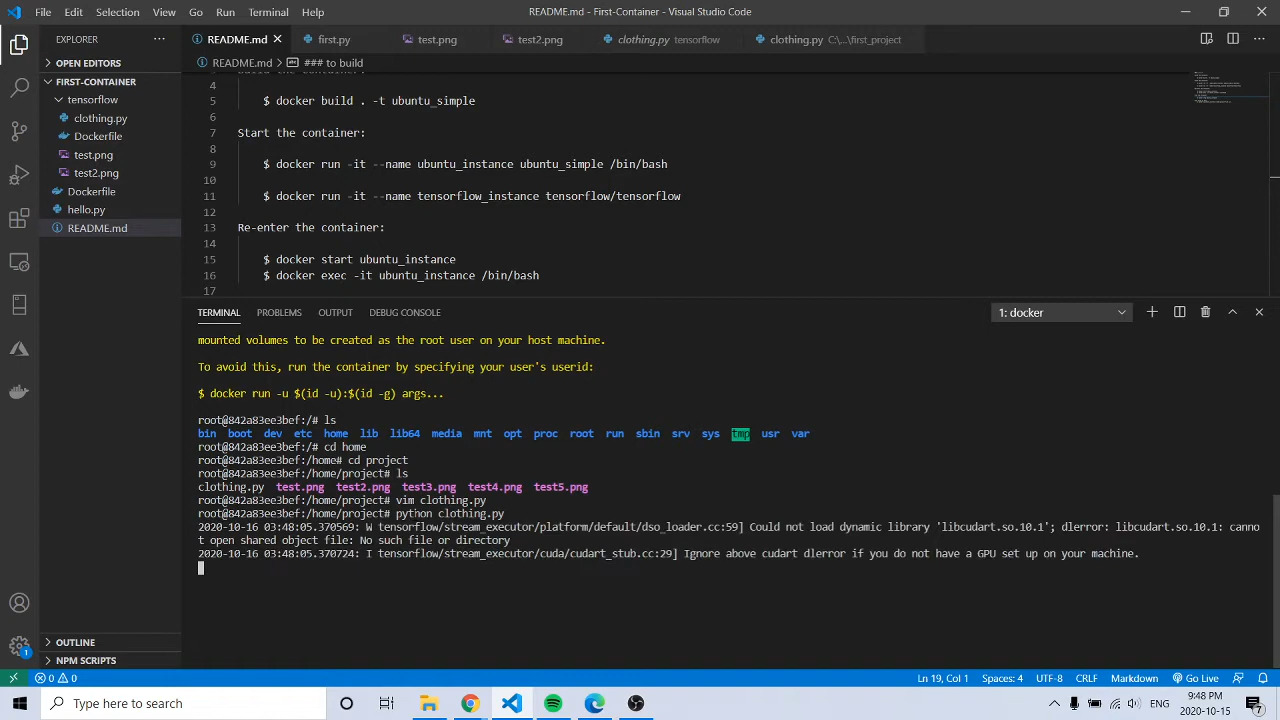 File Edit Selection View Go Run Terminal Help README.md - First-Container - Visual Studio Code
EXPLORER
README.md first.py test.png test2.png clothing.py tensorflow clothing.py C:\...\first_project
OPEN EDITORS
README.md > ### to build
FIRST-CONTAINER
tensorflow
clothing.py
Dockerfile
test.png
test2.png
Dockerfile
hello.py
README.md
4
5 $ docker build . -t ubuntu_simple
6
7 Start the container:
8
9 $ docker run -it --name ubuntu_instance ubuntu_simple /bin/bash
10
11 $ docker run -it --name tensorflow_instance tensorflow/tensorflow
12
13 Re-enter the container:
14
15 $ docker start ubuntu_instance
16 $ docker exec -it ubuntu_instance /bin/bash
17
TERMINAL PROBLEMS OUTPUT DEBUG CONSOLE 1: docker
mounted volumes to be created as the root user on your host machine.
To avoid this, run the container by specifying your user's userid:
$ docker run -u $(id -u):$(id -g) args...
root@842a83ee3bef:/# ls
bin boot dev etc home lib lib64 media mnt opt proc root run sbin srv sys tmp usr var
root@842a83ee3bef:/# cd home
root@842a83ee3bef:/home# cd project
root@842a83ee3bef:/home/project# ls
clothing.py test.png test2.png test3.png test4.png test5.png
root@842a83ee3bef:/home/project# vim clothing.py
root@842a83ee3bef:/home/project# python clothing.py
2020-10-16 03:48:05.370569: W tensorflow/stream_executor/platform/default/dso_loader.cc:59] Could not load dynamic library 'libcudart.so.10.1'; dlerror: libcudart.so.10.1: canno
t open shared object file: No such file or directory
2020-10-16 03:48:05.370724: I tensorflow/stream_executor/cuda/cudart_stub.cc:29] Ignore above cudart dlerror if you do not have a GPU set up on your machine.
OUTLINE
NPM SCRIPTS
1
0 0 Ln 19, Col 1 Spaces: 4 UTF-8 CRLF Markdown Go Live
Type here to search
9:48 PM
2020-10-15
7